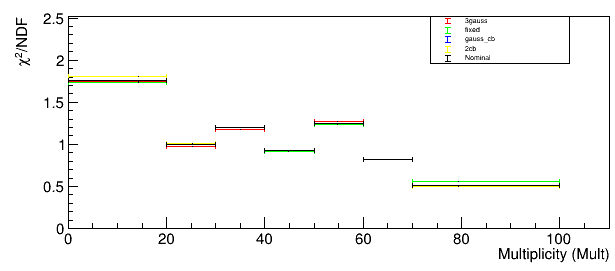 χ²/NDF
2.5
2
1.5
1
0.5
0
3gauss
fixed
gauss_cb
2cb
Nominal
0 20 40 60 80 100
Multiplicity (Mult)